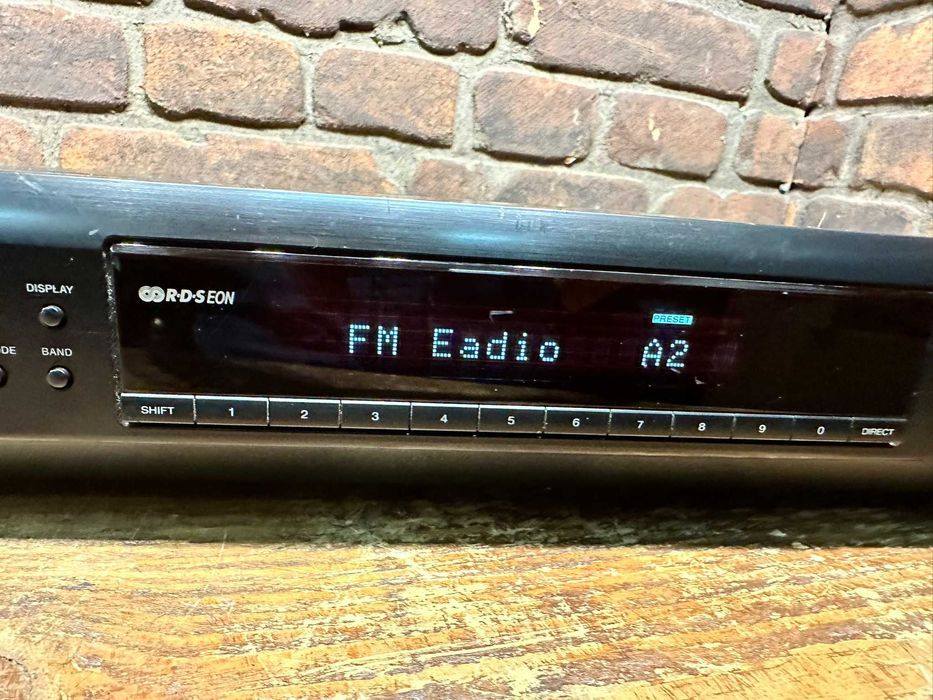 R·D·S EON
DISPLAY
PRESET
FM Eadio A2
BAND
SHIFT 1 2 3 4 5 6 7 8 9 0 DIRECT